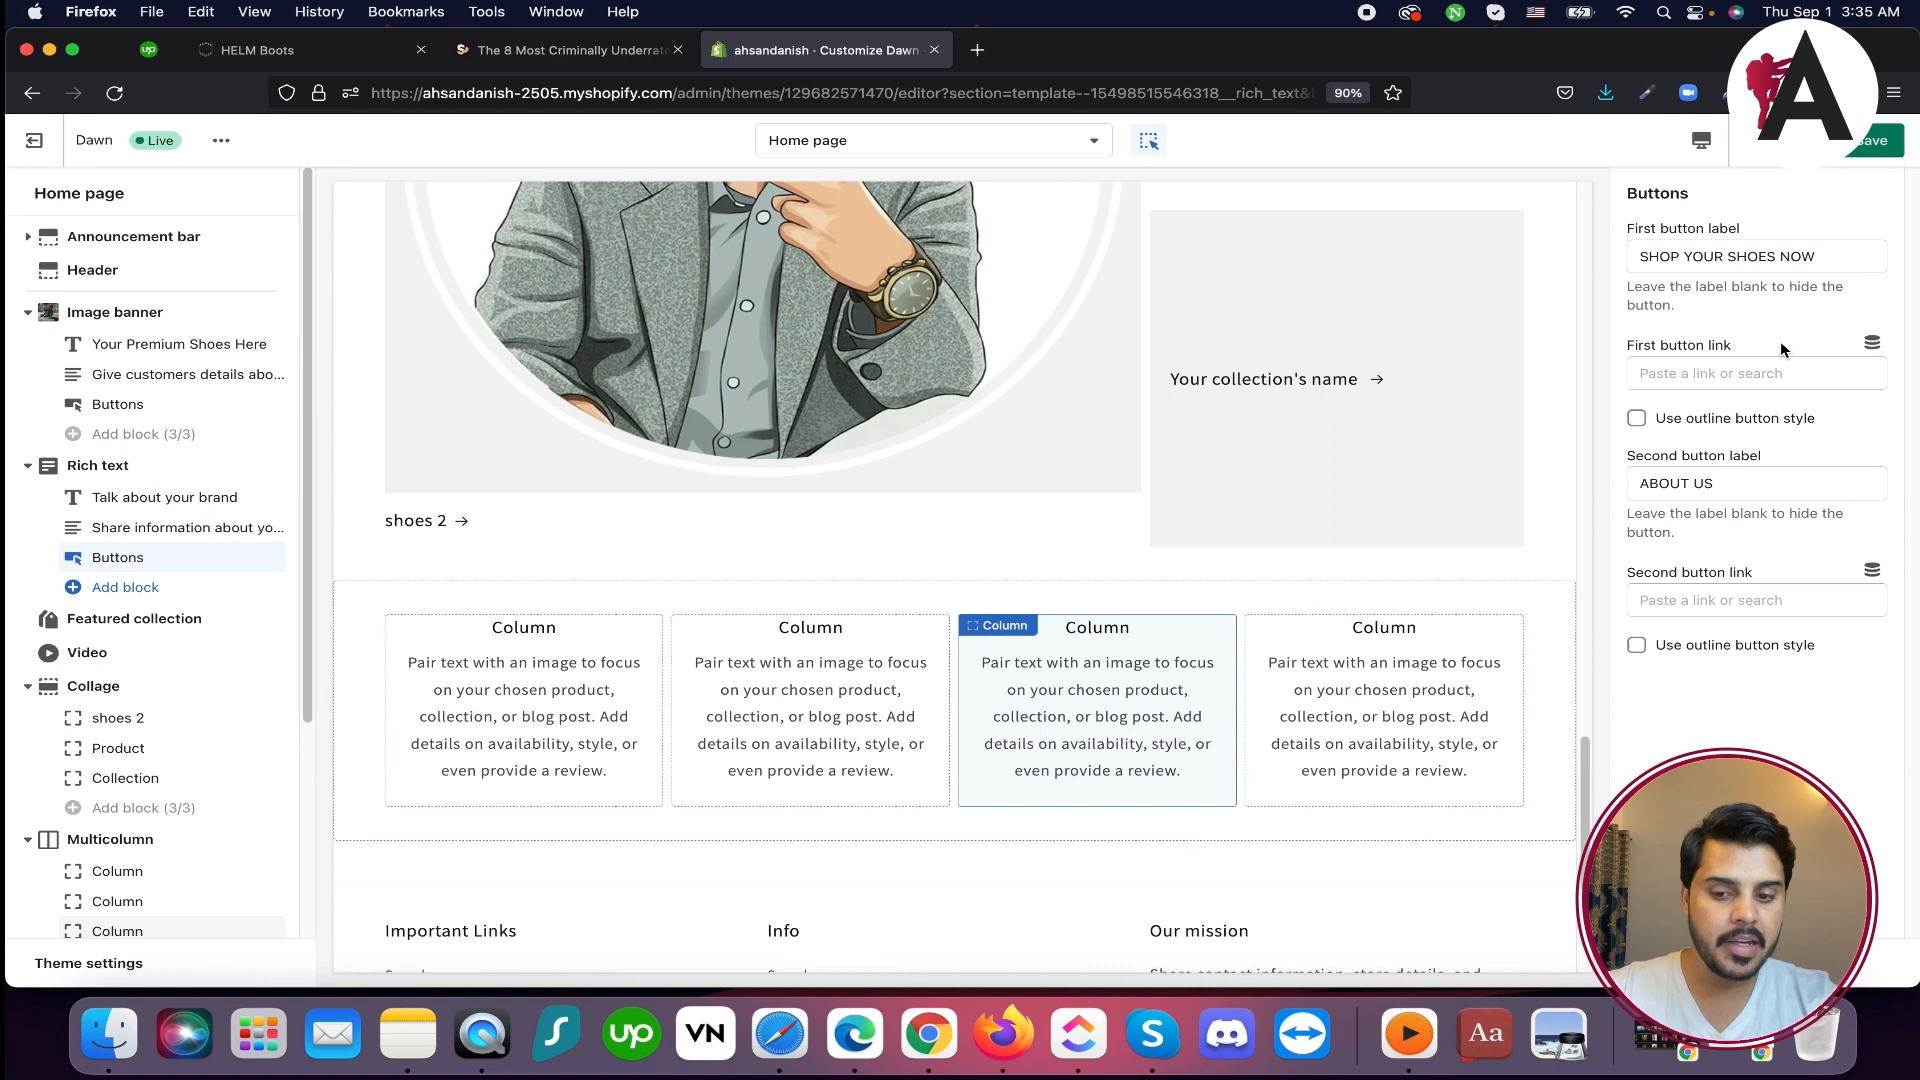 Firefox File Edit View History Bookmarks Tools Window Help Thu Sep 1 3:35 AM
up HELM Boots The 8 Most Criminally Underrate ahsandanish · Customize Dawn
https://ahsandanish-2505.myshopify.com/admin/themes/129682571470/editor?section=template--15498515546318__rich_text& 90%
Dawn Live Home page Save
Home page
Announcement bar
Header
Image banner
Your Premium Shoes Here
Give customers details abo...
Buttons
Add block (3/3)
Rich text
Talk about your brand
Share information about yo...
Buttons
Add block
Featured collection
Video
Collage
shoes 2
Product
Collection
Add block (3/3)
Multicolumn
Column
Column
Column
Theme settings
Your collection's name →
shoes 2 →
Column
Pair text with an image to focus
on your chosen product,
collection, or blog post. Add
details on availability, style, or
even provide a review.
Column
Pair text with an image to focus
on your chosen product,
collection, or blog post. Add
details on availability, style, or
even provide a review.
Column
Column
Pair text with an image to focus
on your chosen product,
collection, or blog post. Add
details on availability, style, or
even provide a review.
Column
Pair text with an image to focus
on your chosen product,
collection, or blog post. Add
details on availability, style, or
even provide a review.
Important Links Info Our mission
Buttons
First button label
SHOP YOUR SHOES NOW
Leave the label blank to hide the
button.
First button link
Paste a link or search
Use outline button style
Second button label
ABOUT US
Leave the label blank to hide the
button.
Second button link
Paste a link or search
Use outline button style
A
up VN S Aa